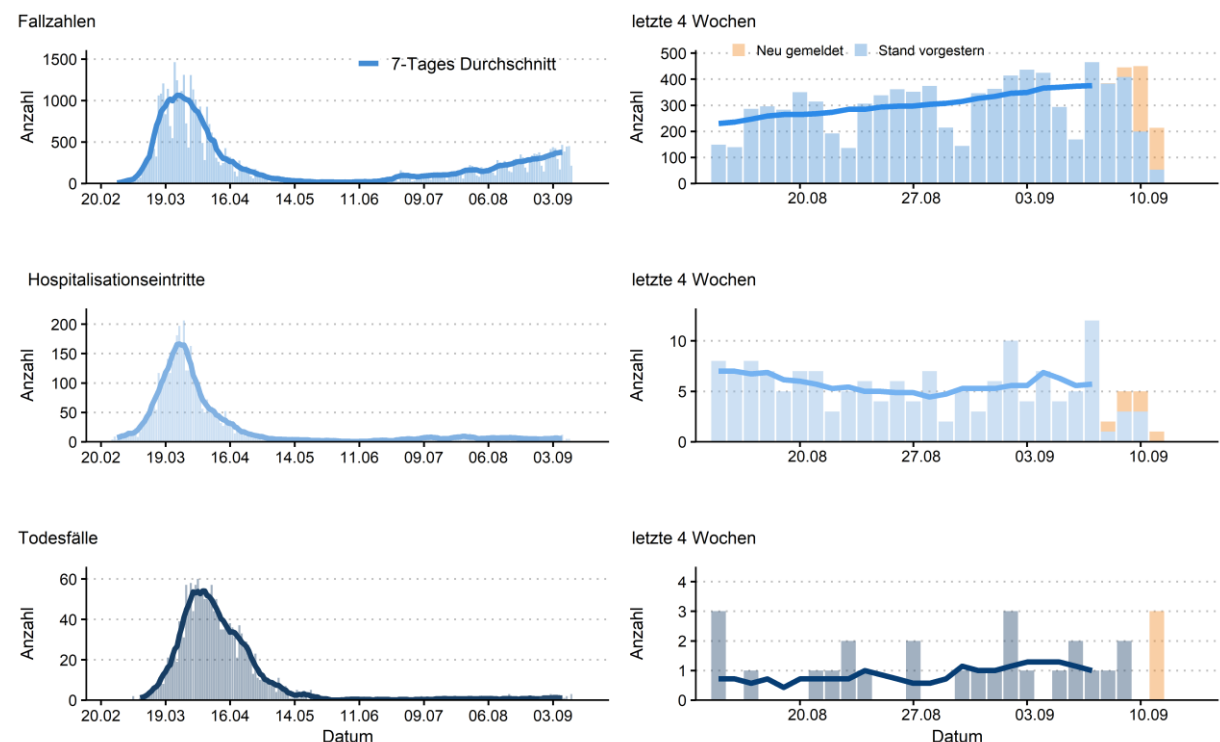 Fallzahlen
letzte 4 Wochen
Anzahl
1500
1000
500
0
7-Tages Durchschnitt
20.02 19.03 16.04 14.05 11.06 09.07 06.08 03.09
Anzahl
500
400
300
200
100
0
Neu gemeldet Stand vorgestern
20.08 27.08 03.09 10.09
Hospitalisationseintritte
letzte 4 Wochen
Anzahl
200
150
100
50
0
20.02 19.03 16.04 14.05 11.06 09.07 06.08 03.09
Anzahl
10
5
0
20.08 27.08 03.09 10.09
Todesfälle
letzte 4 Wochen
Anzahl
60
40
20
0
20.02 19.03 16.04 14.05 11.06 09.07 06.08 03.09
Datum
Anzahl
4
3
2
1
0
20.08 27.08 03.09 10.09
Datum